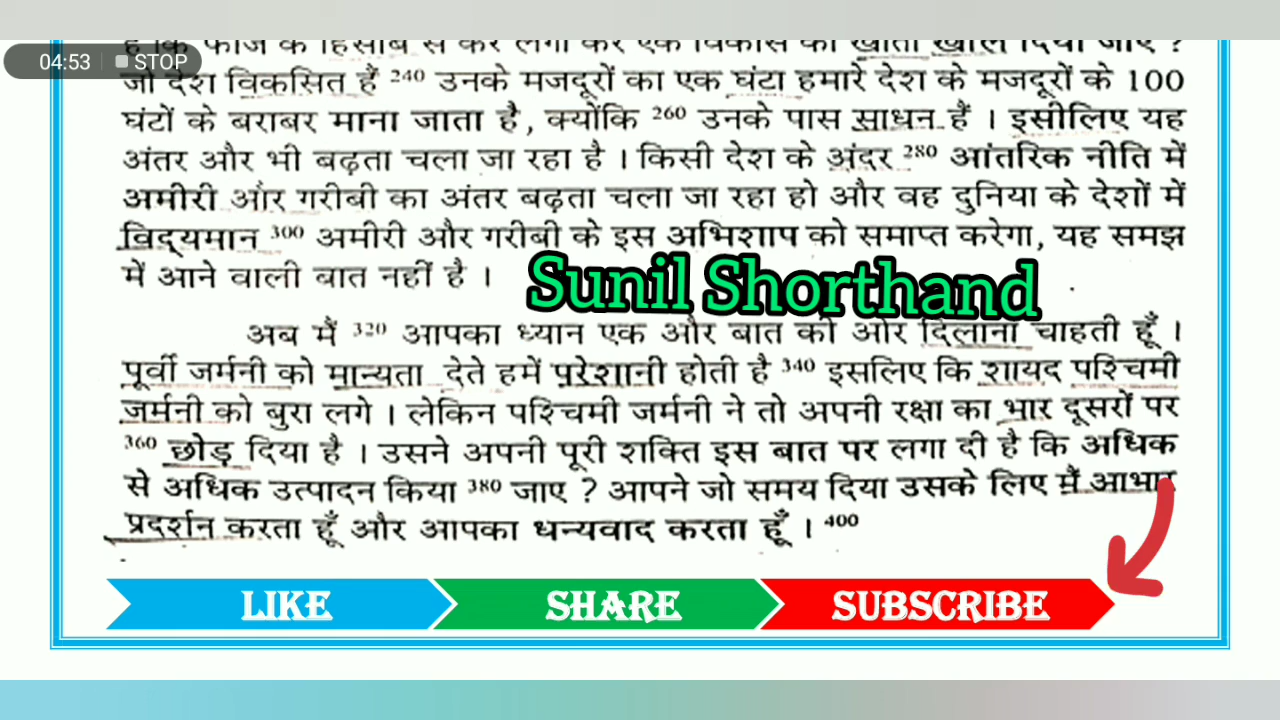 है कि फौज के हिसाब से कर लगा कर एक विकास का खाता खोल दिया जाए ?
04:53 STOP
जो देश विकसित हैं 240 उनके मजदूरों का एक घंटा हमारे देश के मजदूरों के 100
घंटों के बराबर माना जाता है, क्योंकि 260 उनके पास साधन हैं । इसीलिए यह
अंतर और भी बढ़ता चला जा रहा है । किसी देश के अंदर 280 आंतरिक नीति में
अमीरी और गरीबी का अंतर बढ़ता चला जा रहा हो और वह दुनिया के देशों में
विद्यमान 300 अमीरी और गरीबी के इस अभिशाप को समाप्त करेगा, यह समझ
में आने वाली बात नहीं है ।
Sunil Shorthand
अब मैं 320 आपका ध्यान एक और बात की ओर दिलाना चाहती हूँ ।
पूर्वी जर्मनी को मान्यता देते हमें परेशानी होती है 340 इसलिए कि शायद पश्चिमी
जर्मनी को बुरा लगे । लेकिन पश्चिमी जर्मनी ने तो अपनी रक्षा का भार दूसरों पर
360 छोड़ दिया है । उसने अपनी पूरी शक्ति इस बात पर लगा दी है कि अधिक
से अधिक उत्पादन किया 380 जाए ? आपने जो समय दिया उसके लिए मैं आभार
प्रदर्शन करता हूँ और आपका धन्यवाद करता हूँ । 400
LIKE SHARE SUBSCRIBE